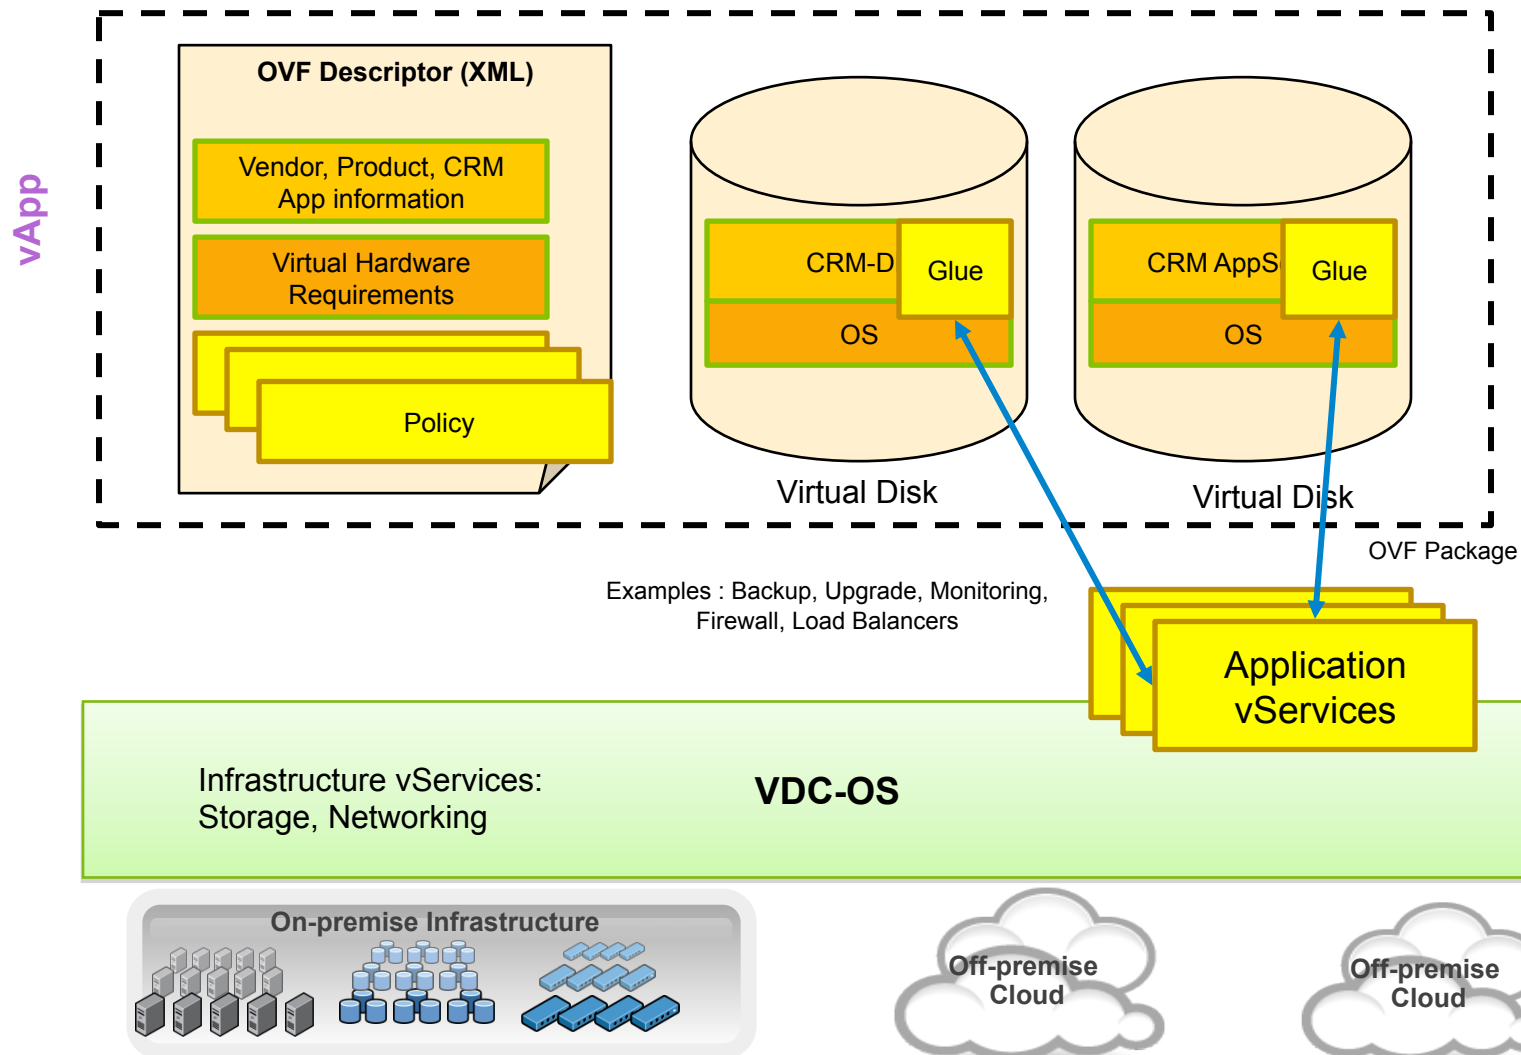 vApp
OVF Descriptor (XML)
Vendor, Product, CRM
App information
Virtual Hardware
Requirements
Policy
CRM-D
Glue
OS
Virtual Disk
CRM AppS
Glue
OS
Virtual Disk
OVF Package
Examples : Backup, Upgrade, Monitoring,
Firewall, Load Balancers
Application
vServices
Infrastructure vServices:
Storage, Networking
VDC-OS
On-premise Infrastructure
Off-premise
Cloud
Off-premise
Cloud